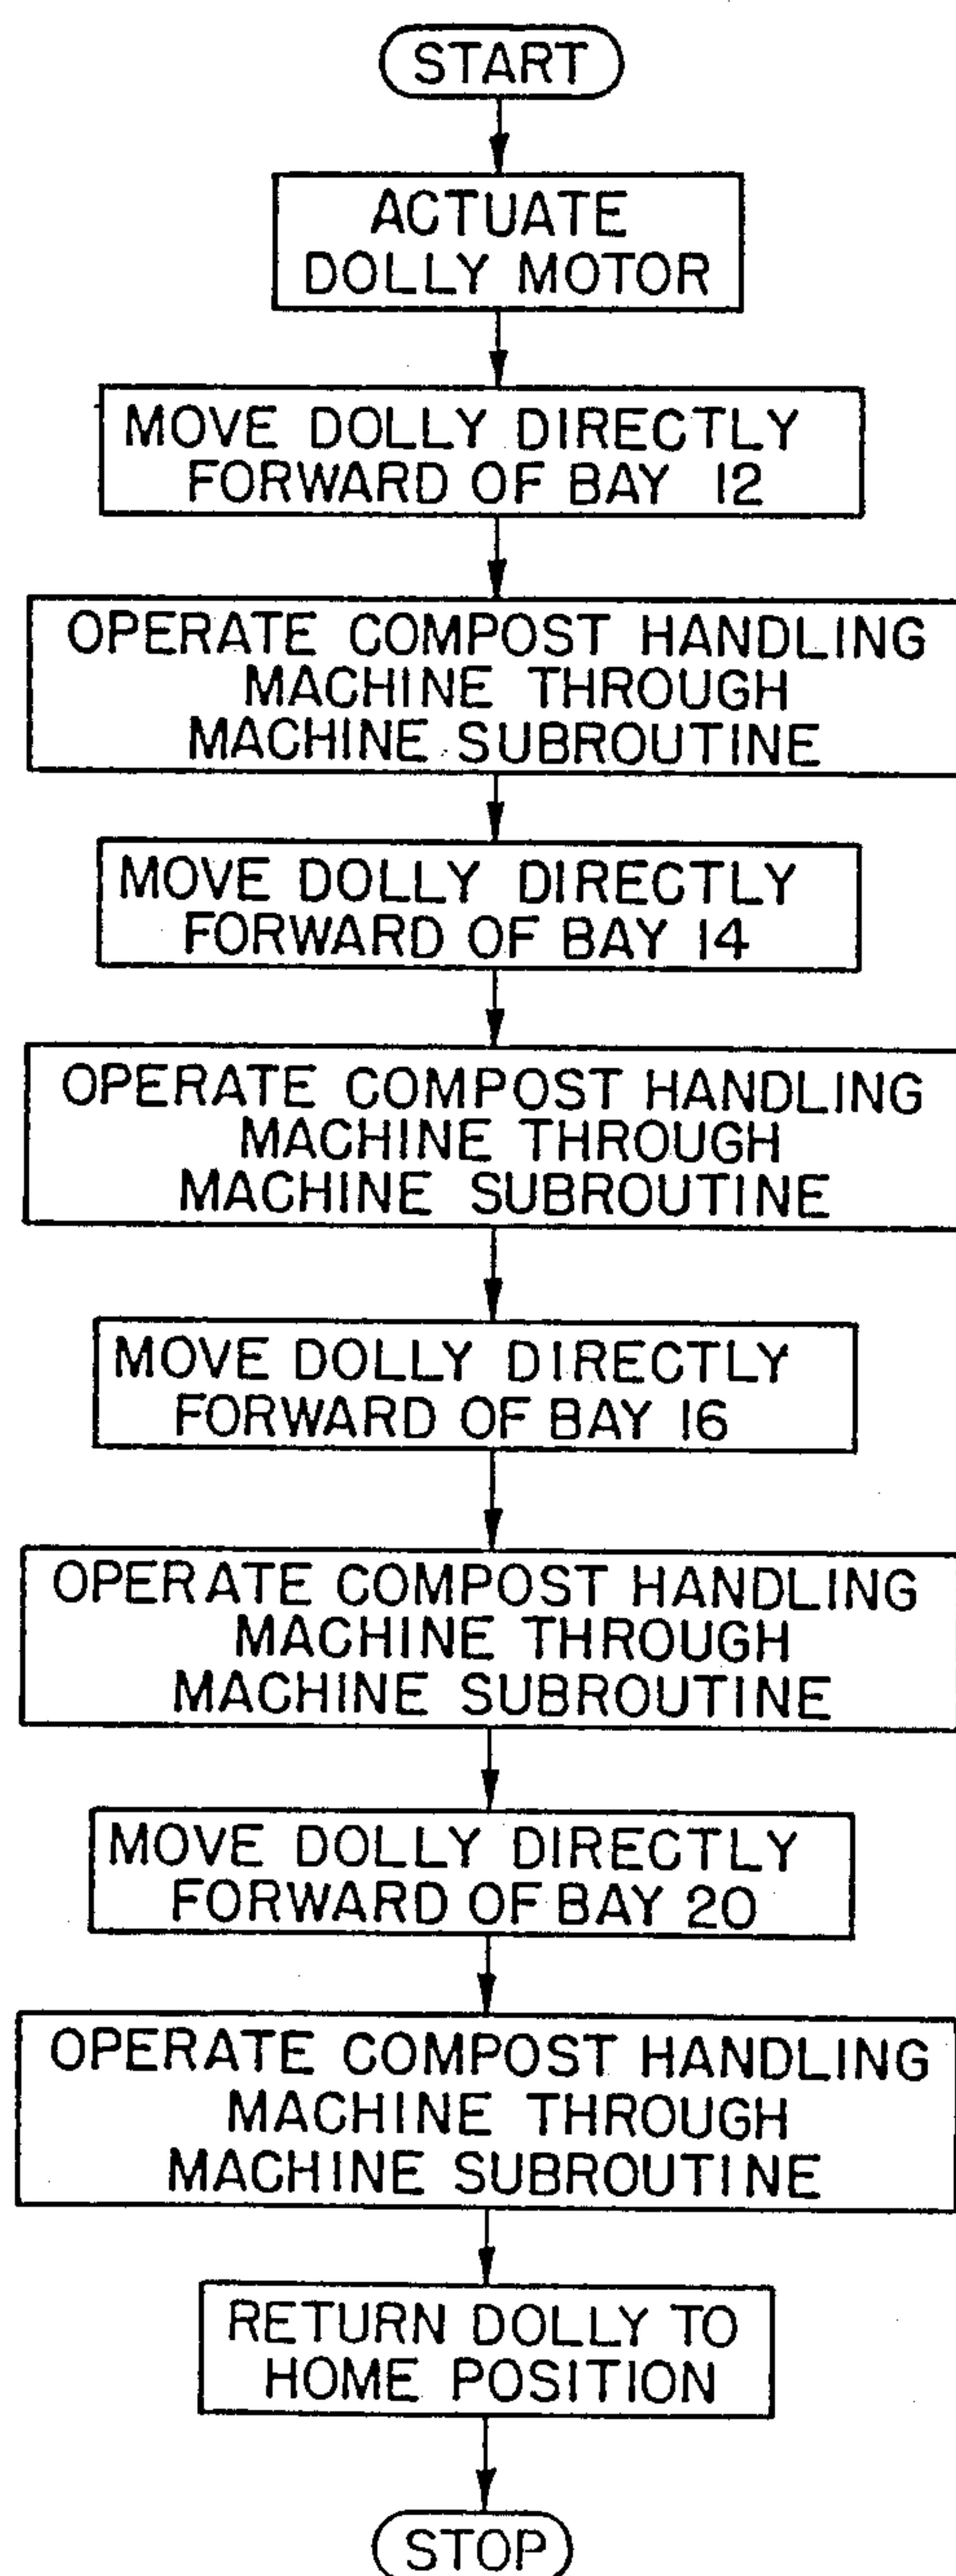 START
ACTUATE
DOLLY MOTOR
MOVE DOLLY DIRECTLY
FORWARD OF BAY 12
OPERATE COMPOST HANDLING
MACHINE THROUGH
MACHINE SUBROUTINE
MOVE DOLLY DIRECTLY
FORWARD OF BAY 14
OPERATE COMPOST HANDLING
MACHINE THROUGH
MACHINE SUBROUTINE
MOVE DOLLY DIRECTLY
FORWARD OF BAY 16
OPERATE COMPOST HANDLING
MACHINE THROUGH
MACHINE SUBROUTINE
MOVE DOLLY DIRECTLY
FORWARD OF BAY 20
OPERATE COMPOST HANDLING
MACHINE THROUGH
MACHINE SUBROUTINE
RETURN DOLLY TO
HOME POSITION
STOP